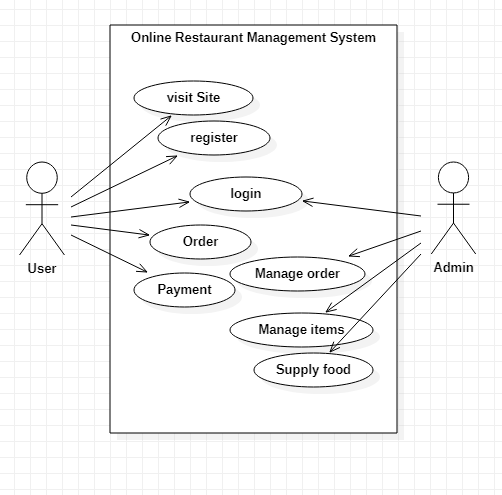 Online Restaurant Management System
visit Site
register
login
Order
Manage order
Payment
Manage items
Supply food
User
Admin